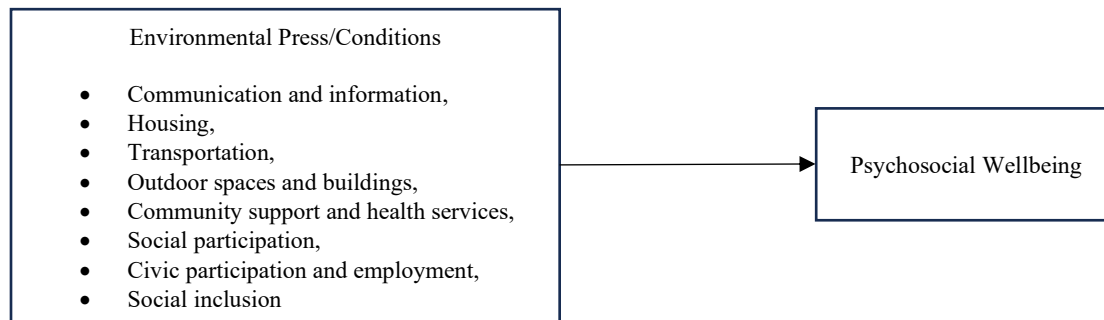 Environmental Press/Conditions
• Communication and information,
• Housing,
• Transportation,
• Outdoor spaces and buildings,
• Community support and health services,
• Social participation,
• Civic participation and employment,
• Social inclusion
Psychosocial Wellbeing